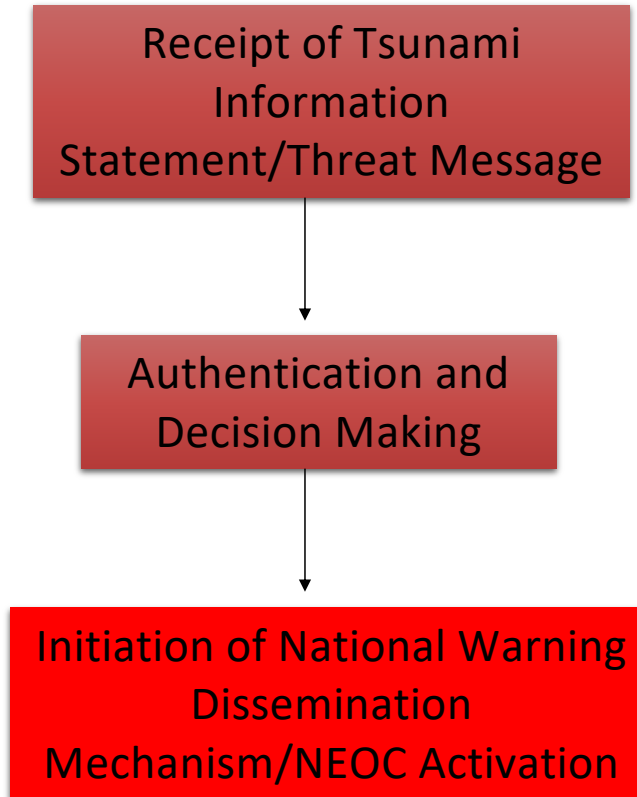 Receipt of Tsunami
Information
Statement/Threat Message
Authentication and
Decision Making
Initiation of National Warning
Dissemination
Mechanism/NEOC Activation